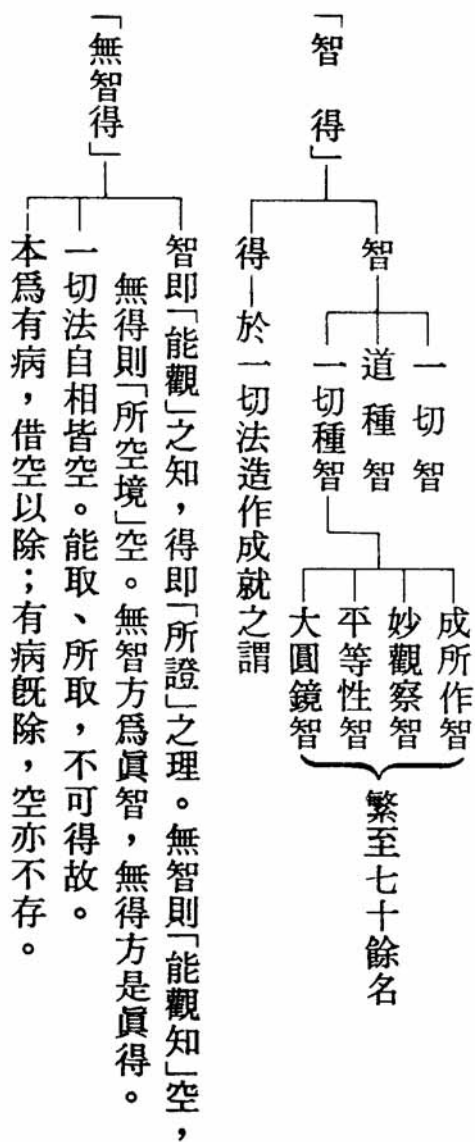 「智得」
智
一切智
道種智
一切種智
成所作智
妙觀察智
平等性智
大圓鏡智
繁至七十餘名
得－於一切法造作成就之謂
「無智得」
智即「能觀」之知，得即「所證」之理。無智則「能觀知」空，
無得則「所空境」空。無智方爲眞智，無得方是眞得。
一切法自相皆空。能取、所取，不可得故。
本爲有病，借空以除；有病旣除，空亦不存。